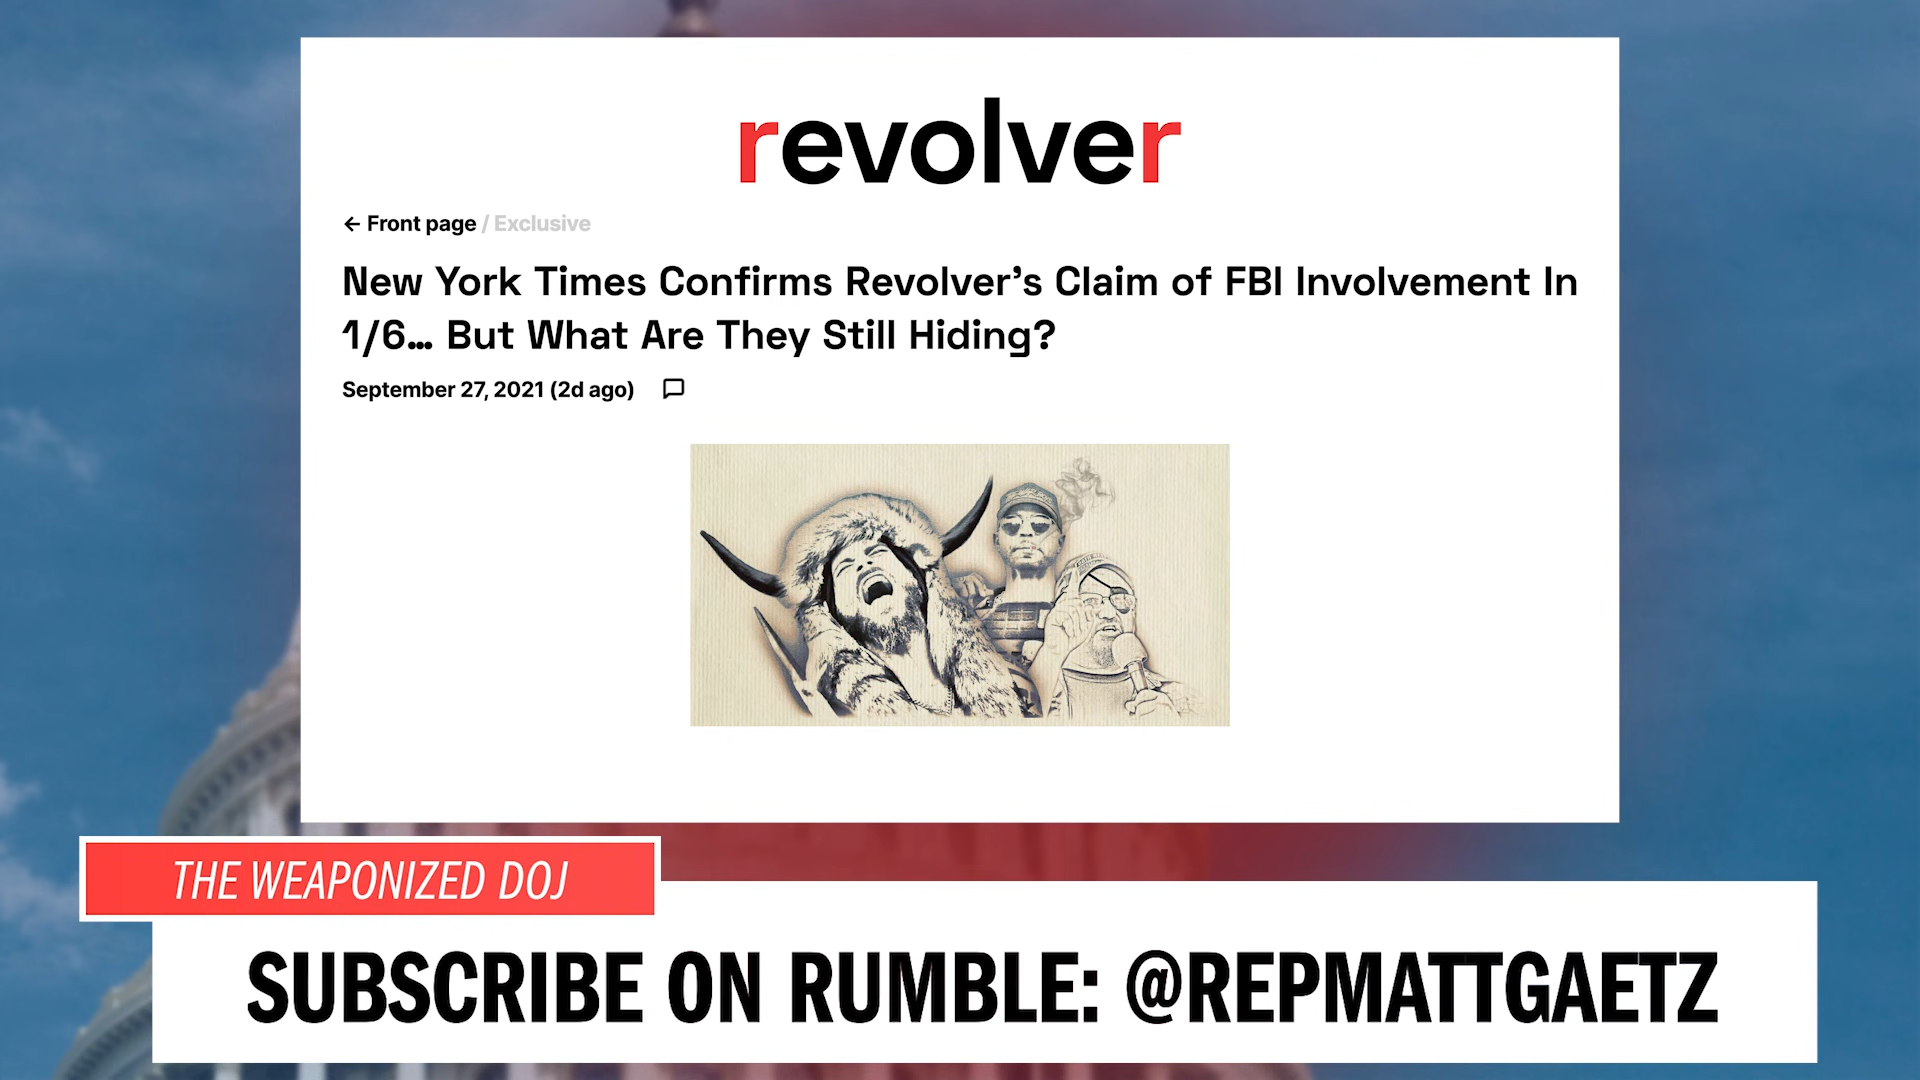 revolver
← Front page / Exclusive
New York Times Confirms Revolver’s Claim of FBI Involvement In
1/6… But What Are They Still Hiding?
September 27, 2021 (2d ago)
THE WEAPONIZED DOJ
SUBSCRIBE ON RUMBLE: @REPMATTGAETZ